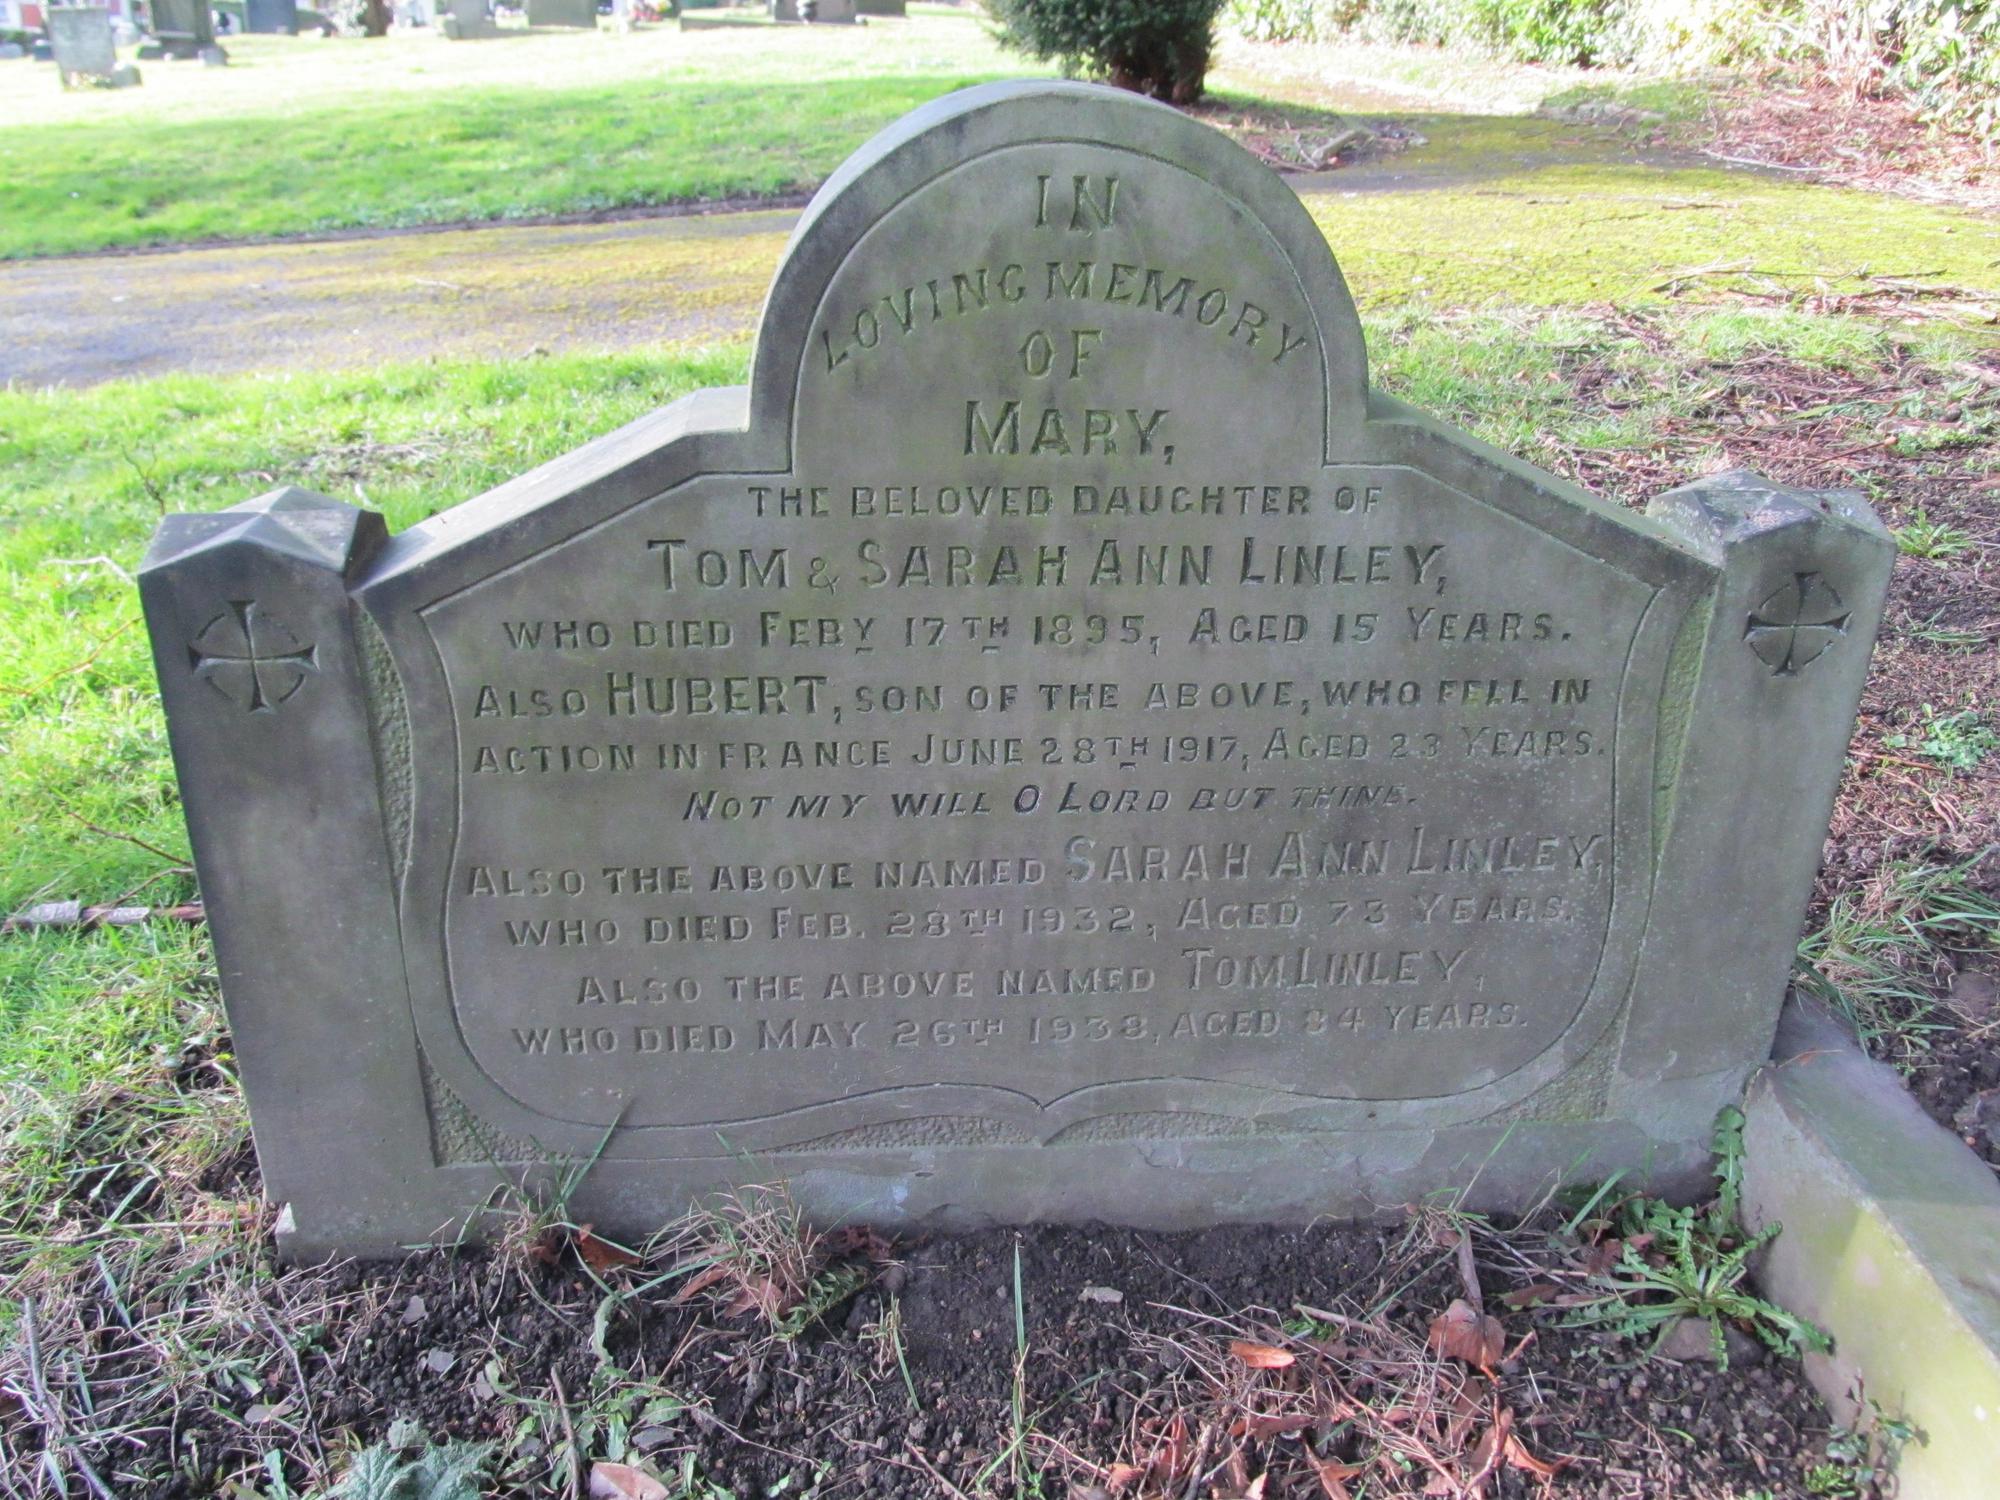 IN
LOVING MEMORY
OF
MARY,
THE BELOVED DAUGHTER OF
TOM & SARAH ANN LINLEY,
WHO DIED FEBY 17TH 1895, AGED 15 YEARS.
ALSO HUBERT, SON OF THE ABOVE, WHO FELL IN
ACTION IN FRANCE JUNE 28TH 1917, AGED 23 YEARS.
NOT MY WILL O LORD BUT THINE.
ALSO THE ABOVE NAMED SARAH ANN LINLEY,
WHO DIED FEB. 28TH 1932, AGED 73 YEARS.
ALSO THE ABOVE NAMED TOM LINLEY,
WHO DIED MAY 26TH 1938, AGED 84 YEARS.